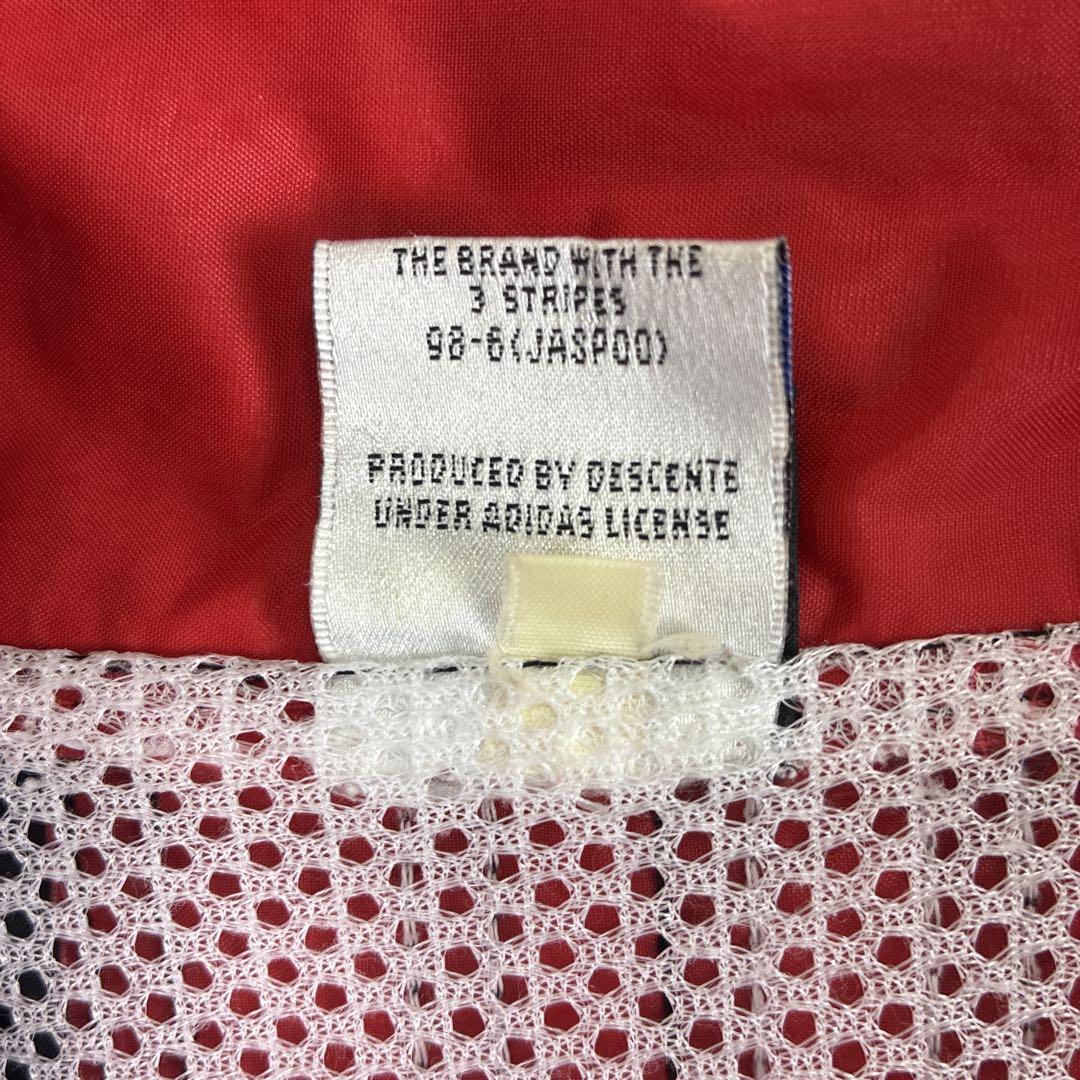 THE BRAND WITH THE
3 STRIPES
98-6(JASPOO)
PRODUCED BY DESCENTE
UNDER ADIDAS LICENSE